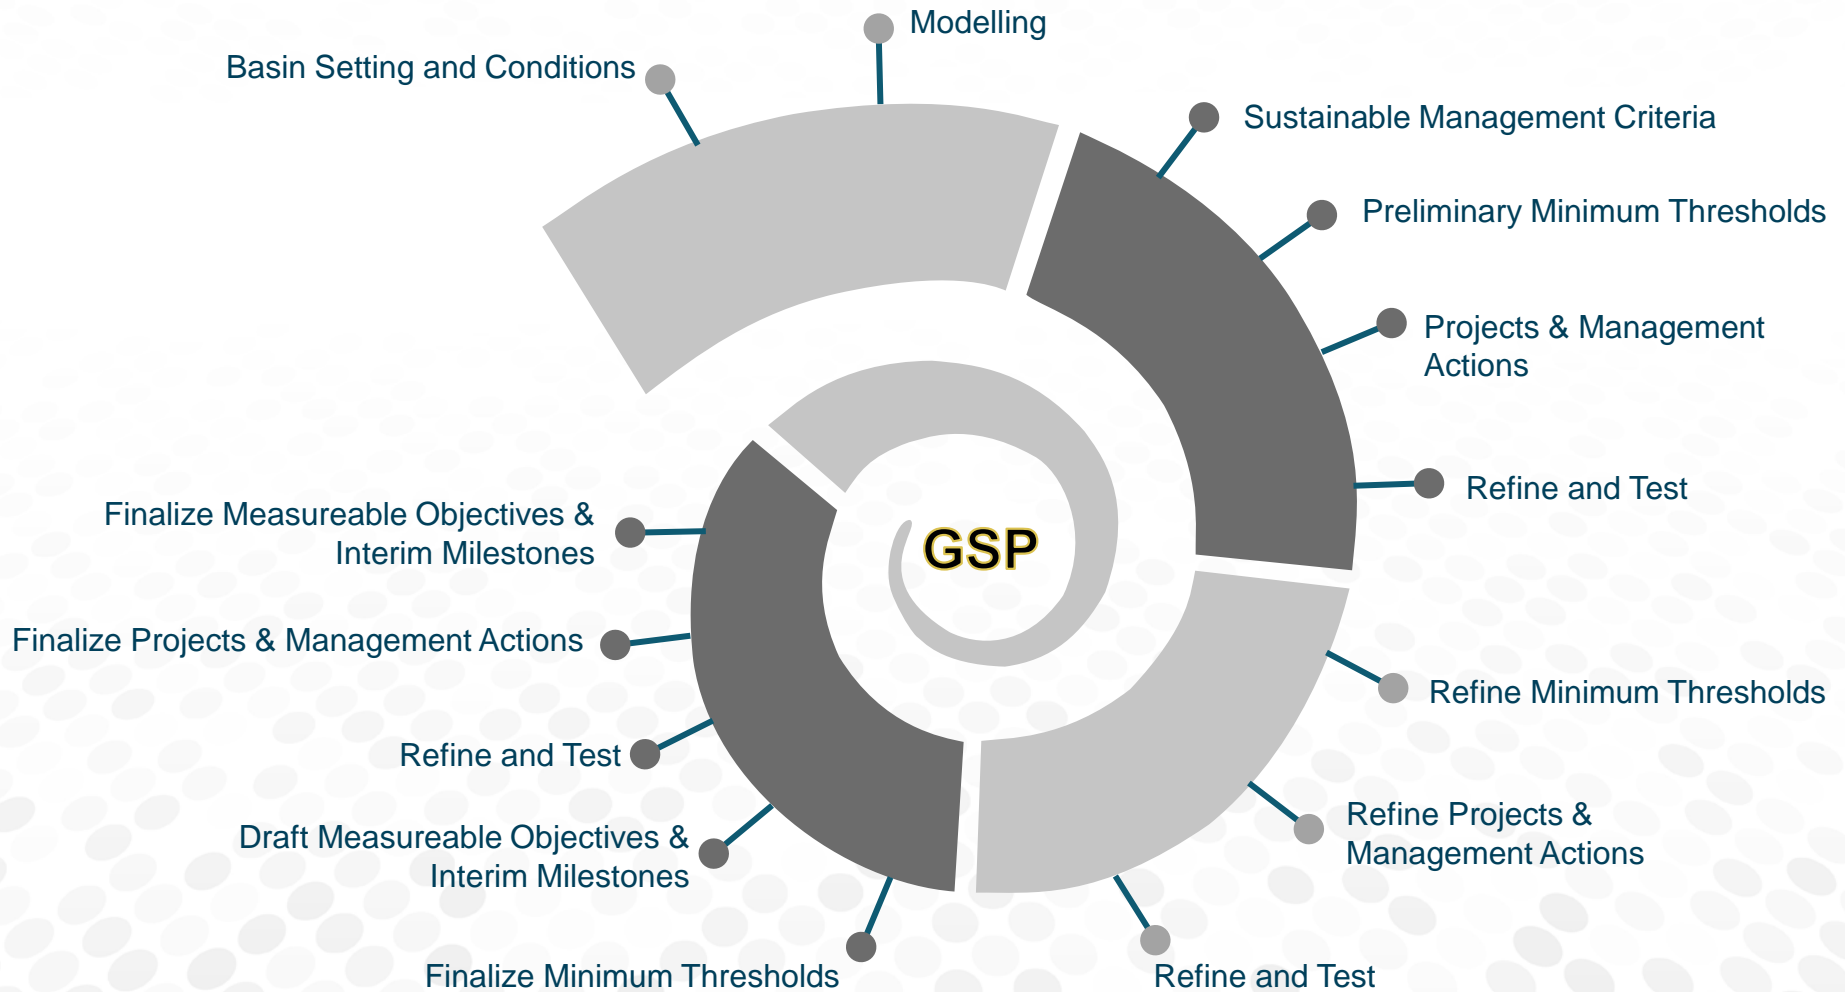 Modelling
Basin Setting and Conditions
Sustainable Management Criteria
Preliminary Minimum Thresholds
Projects & Management
Actions
Refine and Test
Refine Minimum Thresholds
Refine Projects &
Management Actions
Refine and Test
Finalize Minimum Thresholds
Draft Measureable Objectives &
Interim Milestones
Refine and Test
Finalize Projects & Management Actions
Finalize Measureable Objectives &
Interim Milestones
GSP